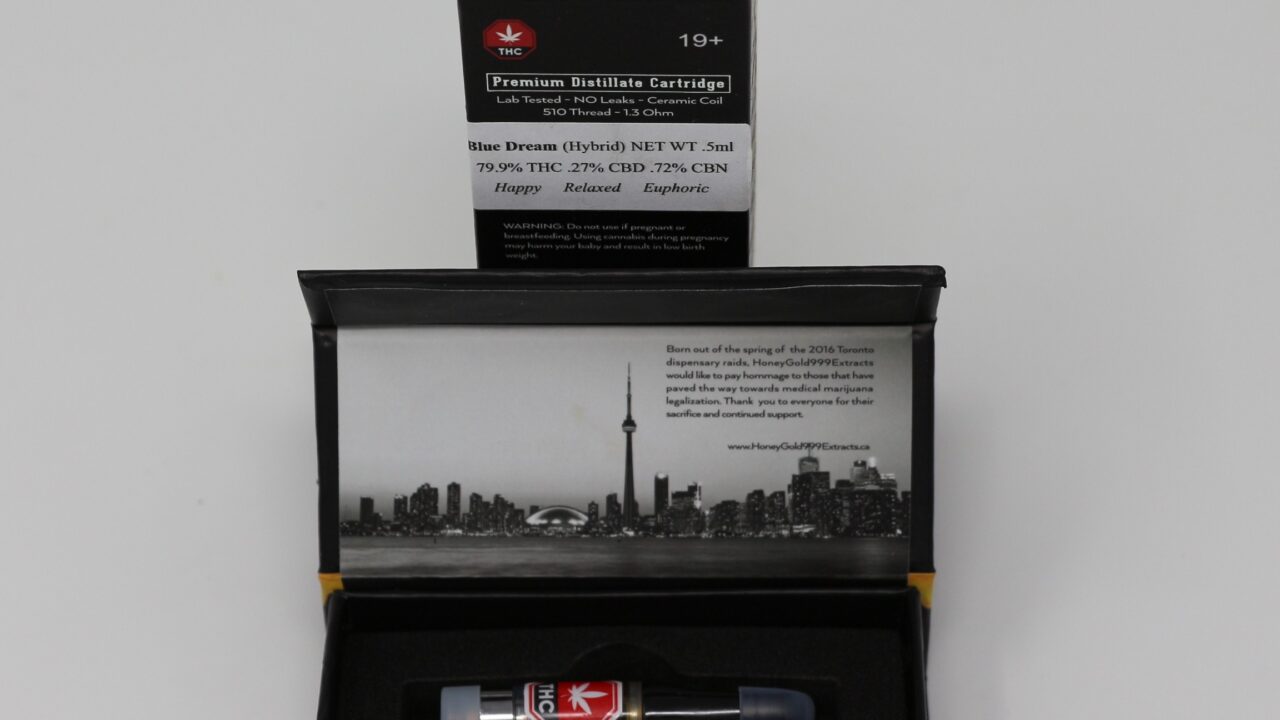 THC
19+
Premium Distillate Cartridge
Lab Tested - NO Leaks - Ceramic Coil
510 Thread - 1.3 Ohm
Blue Dream (Hybrid) NET WT .5ml
79.9% THC .27% CBD .72% CBN
Happy Relaxed Euphoric
WARNING: Do not use if pregnant or
breastfeeding. Using cannabis during pregnancy
may harm your baby and result in low birth
weight.
Born out of the spring of the 2016 Toronto
dispensary raids, HoneyGold999Extracts
would like to pay hommage to those that have
paved the way towards medical marijuana
legalization. Thank you to everyone for their
sacrifice and continued support.
www.HoneyGold999Extracts.ca
THC